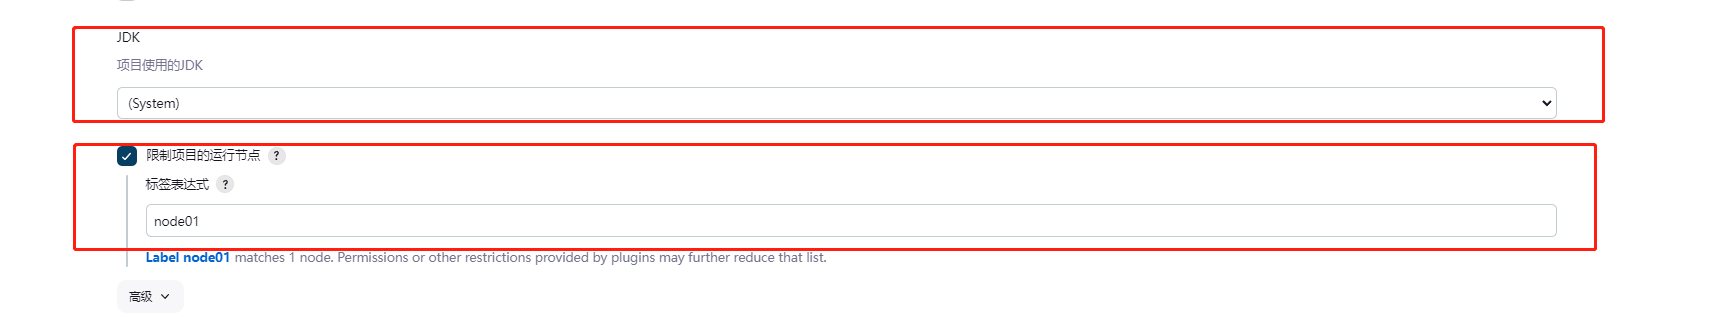 JDK
项目使用的JDK
(System)
限制项目的运行节点 ?
标签表达式 ?
node01
Label node01 matches 1 node. Permissions or other restrictions provided by plugins may further reduce that list.
高级